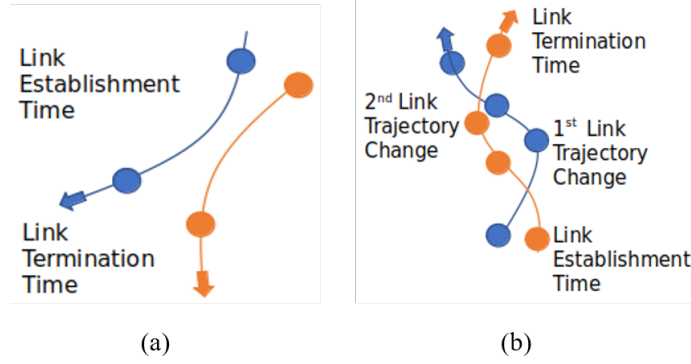 Link
Establishment
Time
Link
Termination
Time
(a)
Link
Termination
Time
2nd Link
Trajectory
Change
1st Link
Trajectory
Change
Link
Establishment
Time
(b)